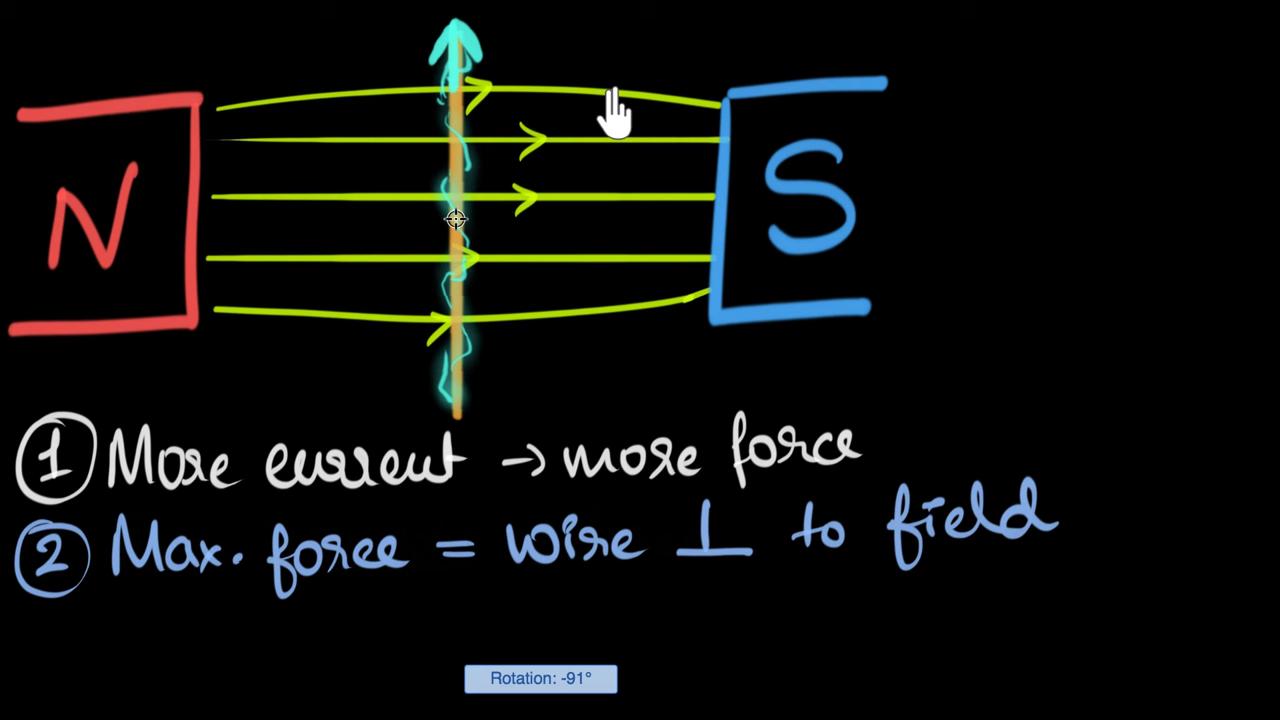 N S
1 More current → more force
2 Max. force = wire ⊥ to field
Rotation: -91°